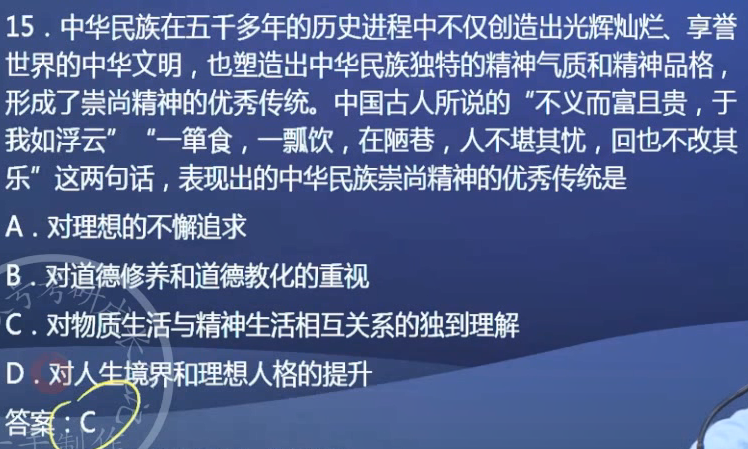 15．中华民族在五千多年的历史进程中不仅创造出光辉灿烂、享誉
世界的中华文明，也塑造出中华民族独特的精神气质和精神品格，
形成了崇尚精神的优秀传统。中国古人所说的“不义而富且贵，于
我如浮云”“一箪食，一瓢饮，在陋巷，人不堪其忧，回也不改其
乐”这两句话，表现出的中华民族崇尚精神的优秀传统是
A．对理想的不懈追求
B．对道德修养和道德教化的重视
C．对物质生活与精神生活相互关系的独到理解
D．对人生境界和理想人格的提升
答案：C